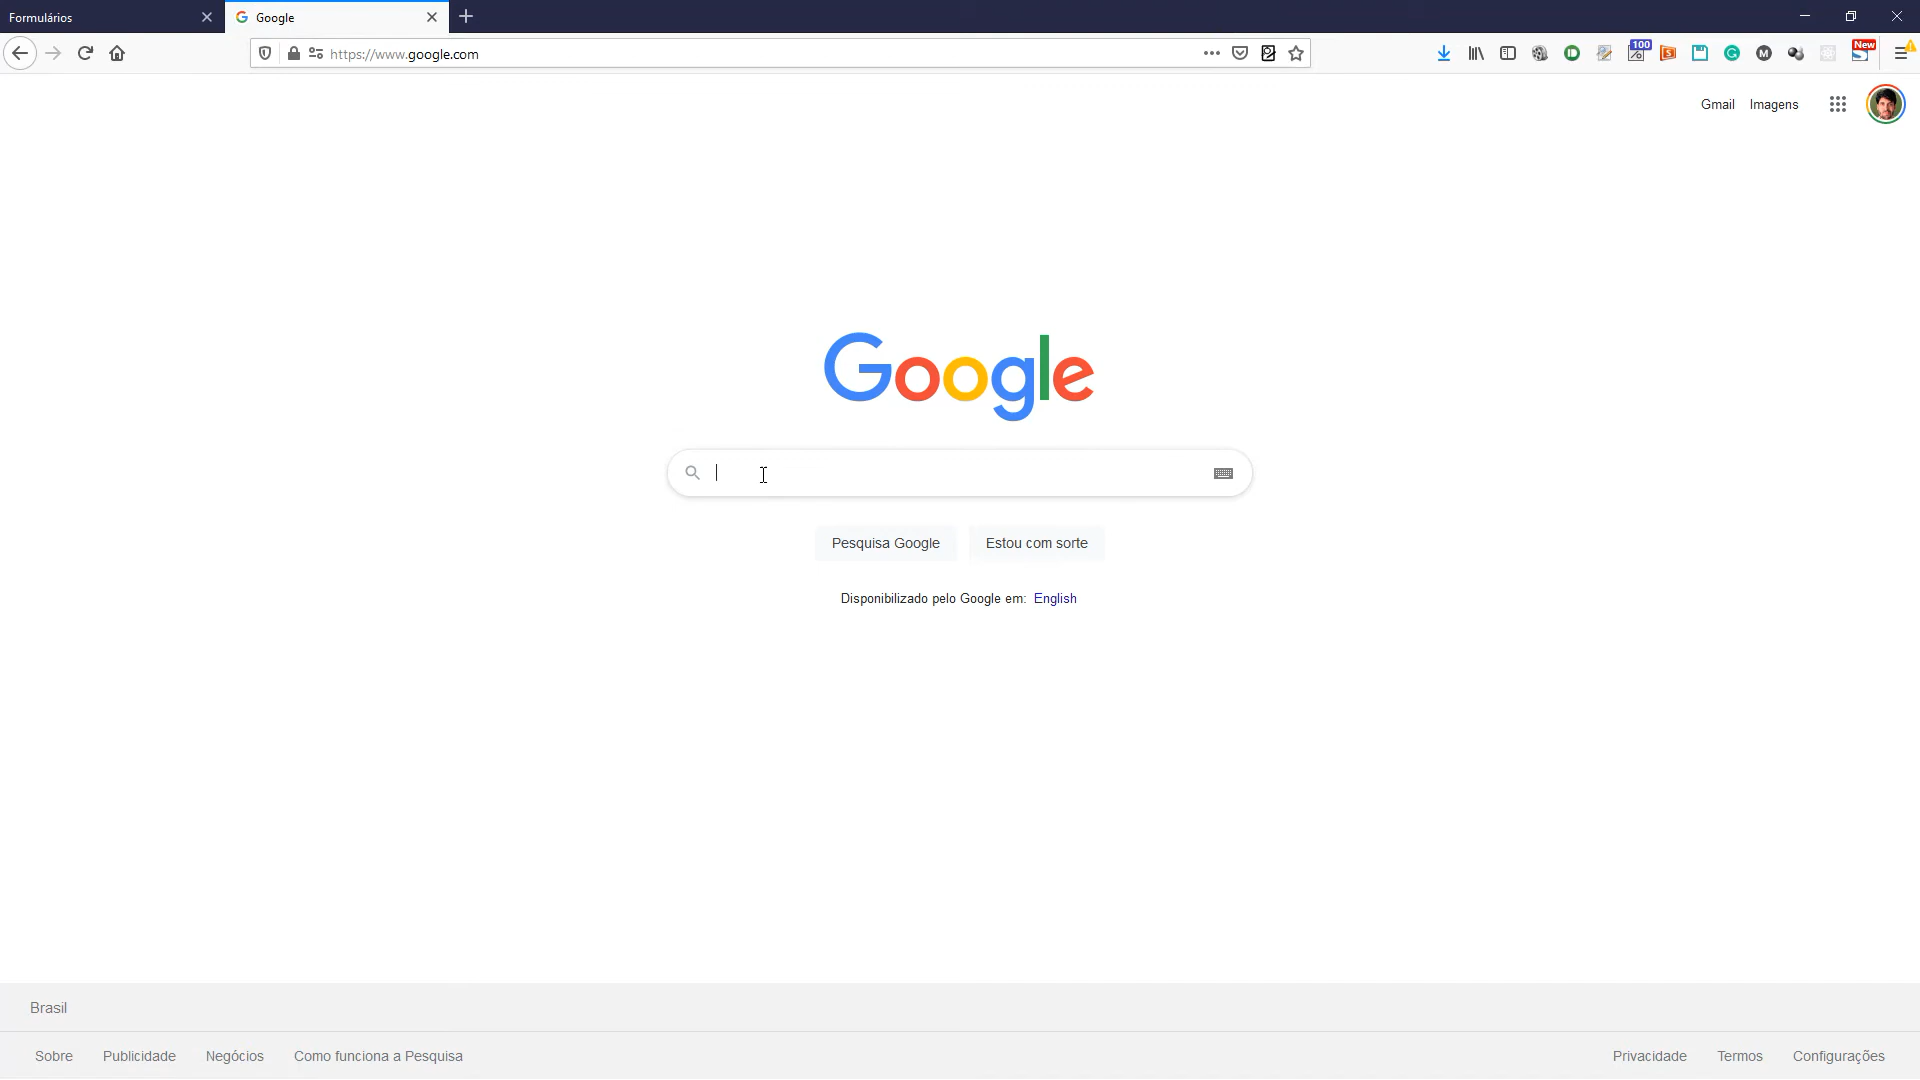 Formulários
Google
https://www.google.com
100
New
Gmail Imagens
Google
Pesquisa Google Estou com sorte
Disponibilizado pelo Google em: English
Brasil
Sobre Publicidade Negócios Como funciona a Pesquisa Privacidade Termos Configurações